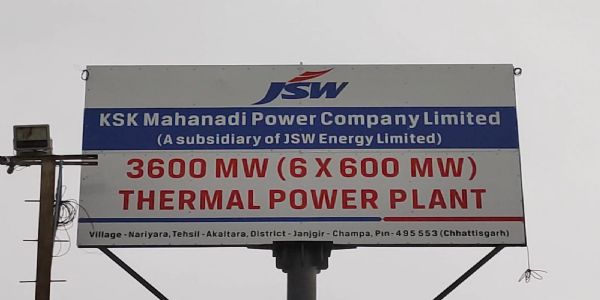 JSW
KSK Mahanadi Power Company Limited
(A subsidiary of JSW Energy Limited)
3600 MW (6 X 600 MW)
THERMAL POWER PLANT
Village - Nariyara, Tehsil - Akaltara, District - Janjgir - Champa, Pin - 495 553 (Chhattisgarh)